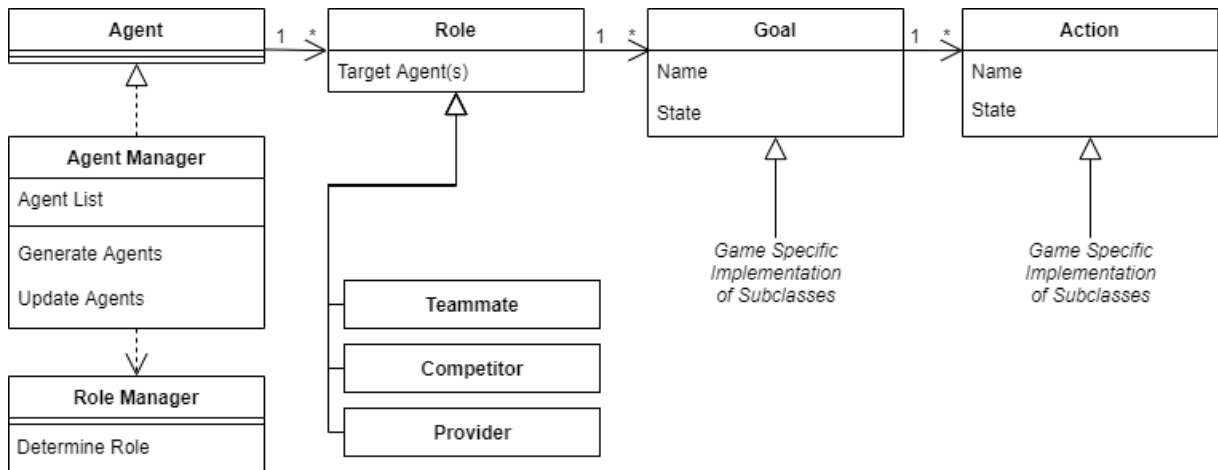 Agent
1 *
Role
Target Agent(s)
1 *
Goal
Name
State
1 *
Action
Name
State
Agent Manager
Agent List
Generate Agents
Update Agents
Role Manager
Determine Role
Teammate
Competitor
Provider
Game Specific
Implementation
of Subclasses
Game Specific
Implementation
of Subclasses